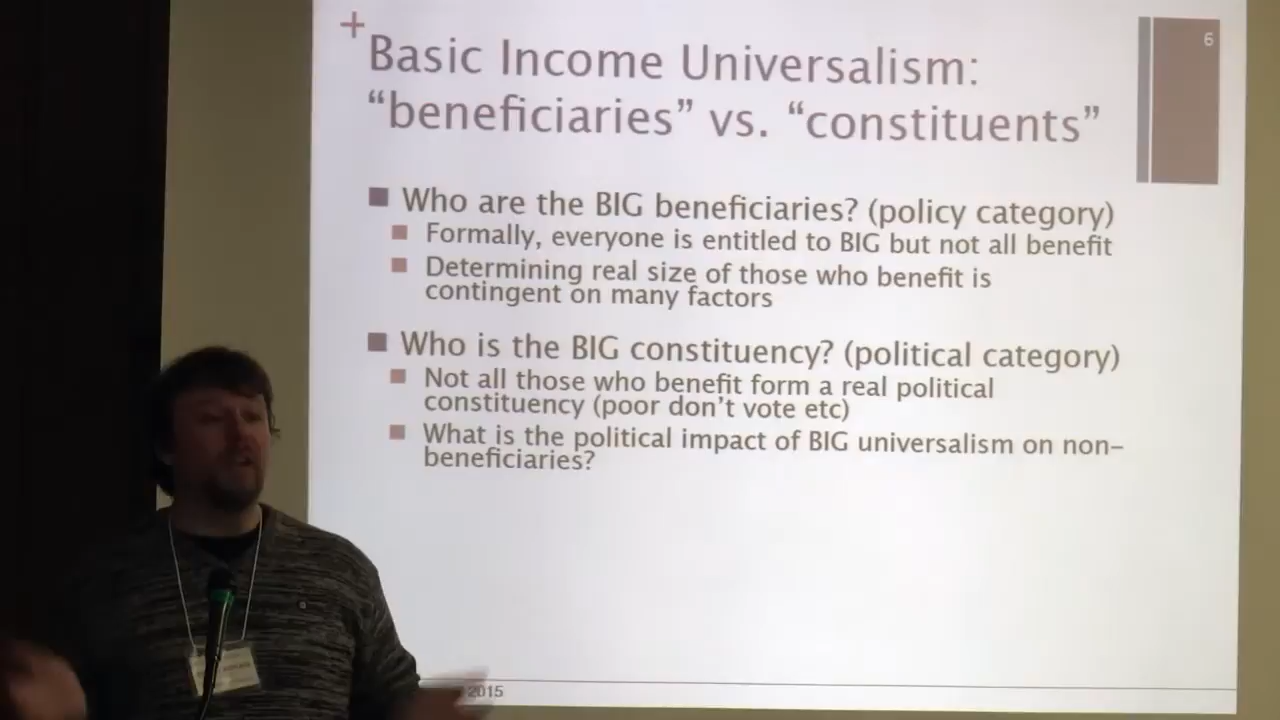 +
6
Basic Income Universalism:
“beneficiaries” vs. “constituents”
Who are the BIG beneficiaries? (policy category)
Formally, everyone is entitled to BIG but not all benefit
Determining real size of those who benefit is
contingent on many factors
Who is the BIG constituency? (political category)
Not all those who benefit form a real political
constituency (poor don’t vote etc)
What is the political impact of BIG universalism on non-
beneficiaries?
2015